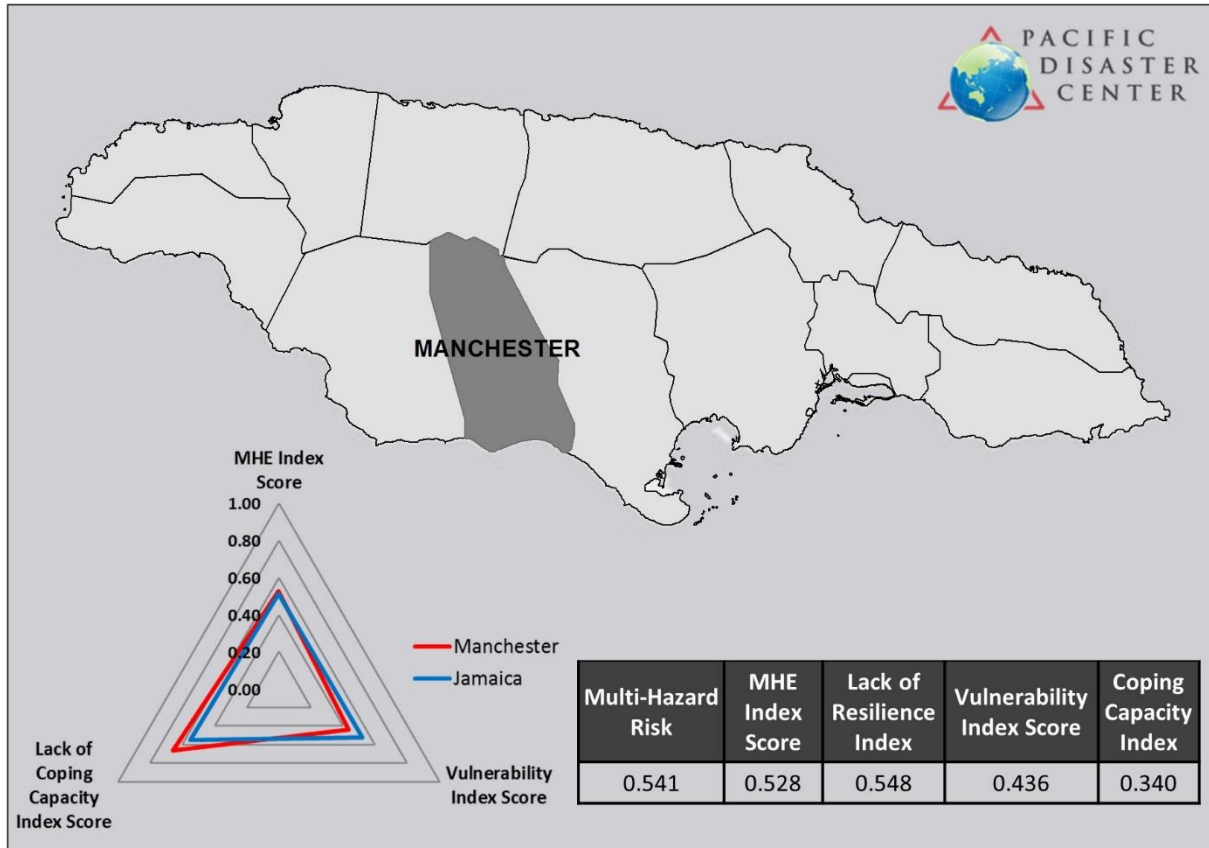 PACIFIC
DISASTER
CENTER
MANCHESTER
MHE Index
Score
1.00
0.80
0.60
0.40
0.20
0.00
Manchester
Jamaica
Lack of
Coping
Capacity
Index Score
Vulnerability
Index Score
Multi-Hazard
Risk
MHE
Index
Score
Lack of
Resilience
Index
Vulnerability
Index Score
Coping
Capacity
Index
0.541
0.528
0.548
0.436
0.340